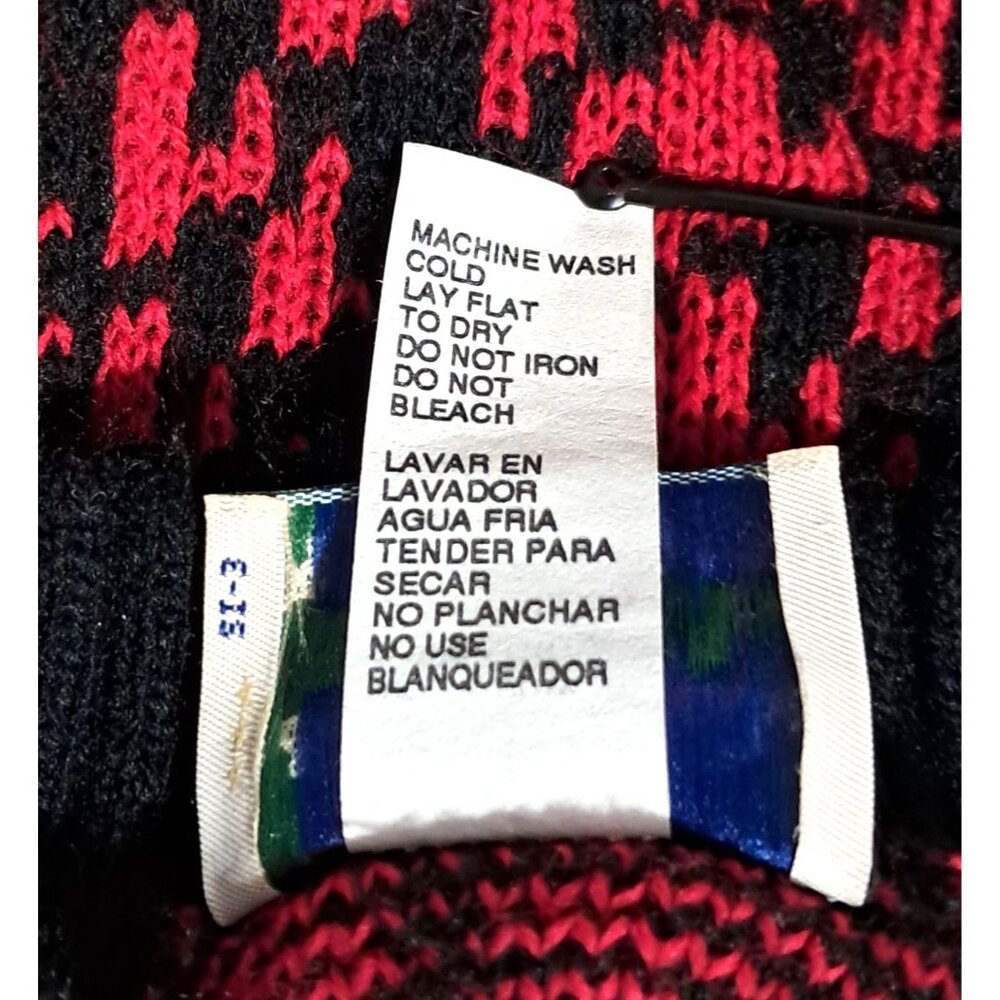 MACHINE WASH
COLD
LAY FLAT
TO DRY
DO NOT IRON
DO NOT
BLEACH
LAVAR EN
LAVADOR
AGUA FRIA
TENDER PARA
SECAR
NO PLANCHAR
NO USE
BLANQUEADOR